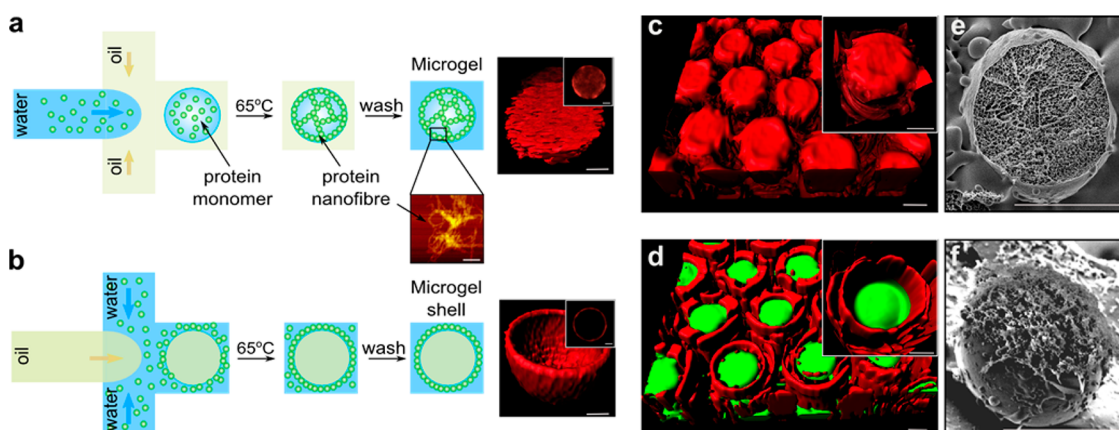 a
oil
water
oil
65ºC
wash
Microgel
protein
monomer
protein
nanofibre
b
water
oil
water
65ºC
wash
Microgel
shell
c
d
e
f